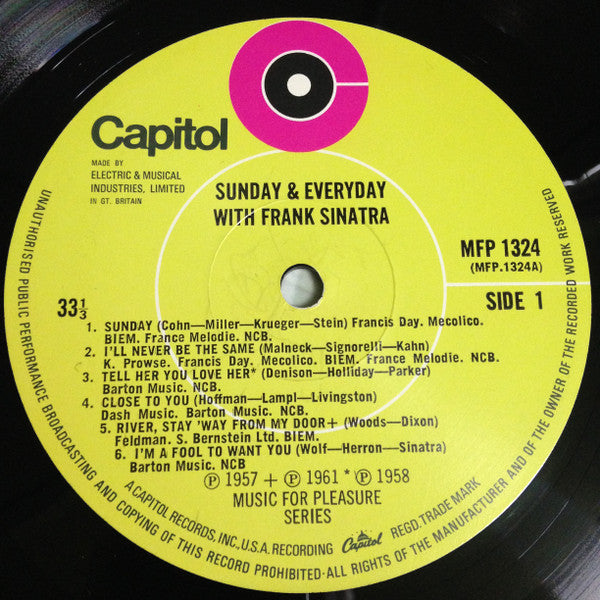 Capitol
MADE BY
ELECTRIC & MUSICAL
INDUSTRIES, LIMITED
IN GT. BRITAIN
SUNDAY & EVERYDAY
WITH FRANK SINATRA
MFP 1324
(MFP.1324A)
33⅓
SIDE 1
1. SUNDAY (Cohn—Miller—Krueger—Stein) Francis Day. Mecolico.
BIEM. France Melodie. NCB.
2. I'LL NEVER BE THE SAME (Malneck—Signorelli—Kahn)
K. Prowse. Francis Day. Mecolico. BIEM. France Melodie. NCB.
3. TELL HER YOU LOVE HER* (Denison—Holliday—Parker)
Barton Music. NCB.
4. CLOSE TO YOU (Hoffman—Lampl—Livingston)
Dash Music. Barton Music. NCB.
5. RIVER, STAY 'WAY FROM MY DOOR+ (Woods—Dixon)
Feldman. S. Bernstein Ltd. BIEM.
6. I'M A FOOL TO WANT YOU (Wolf—Herron—Sinatra)
Barton Music. NCB
℗ 1957 + ℗ 1961 * ℗ 1958
MUSIC FOR PLEASURE
SERIES
A CAPITOL RECORDS, INC., U.S.A. RECORDING Capitol REGD. TRADE MARK
UNAUTHORISED PUBLIC PERFORMANCE BROADCASTING AND COPYING OF THIS RECORD PROHIBITED·ALL RIGHTS OF THE MANUFACTURER AND OF THE OWNER OF THE RECORDED WORK RESERVED